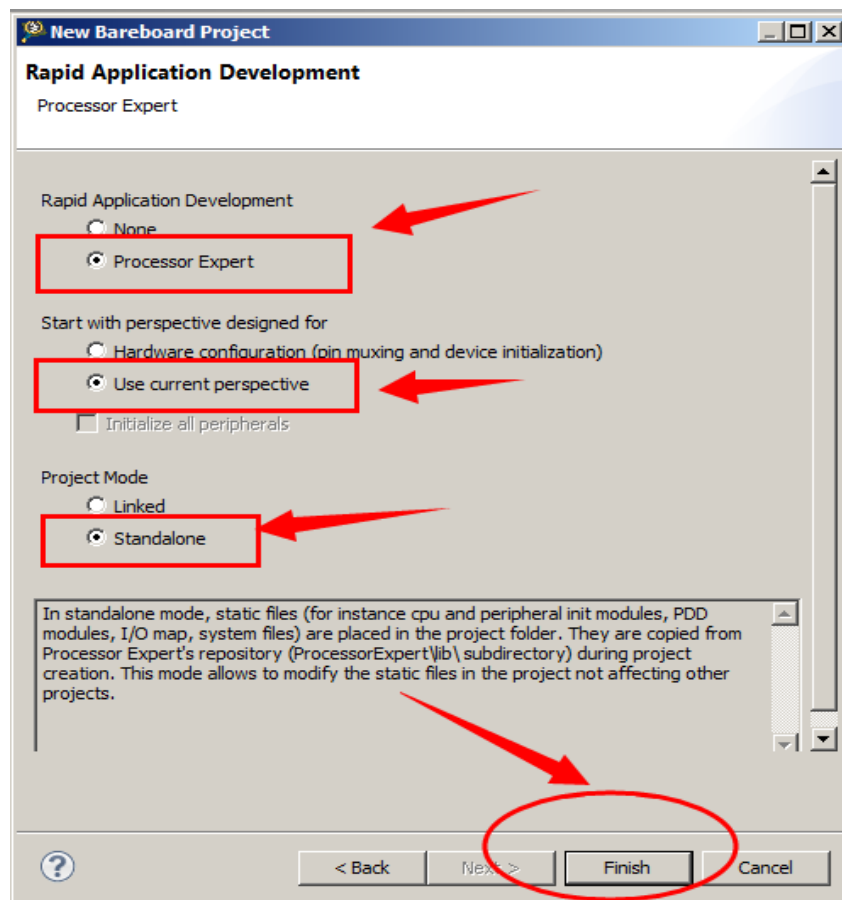 New Bareboard Project
Rapid Application Development
Processor Expert
Rapid Application Development
None
Processor Expert
Start with perspective designed for
Hardware configuration (pin muxing and device initialization)
Use current perspective
Initialize all peripherals
Project Mode
Linked
Standalone
In standalone mode, static files (for instance cpu and peripheral init modules, PDD
modules, I/O map, system files) are placed in the project folder. They are copied from
Processor Expert's repository (ProcessorExpert\lib\ subdirectory) during project
creation. This mode allows to modify the static files in the project not affecting other
projects.
? < Back Next > Finish Cancel